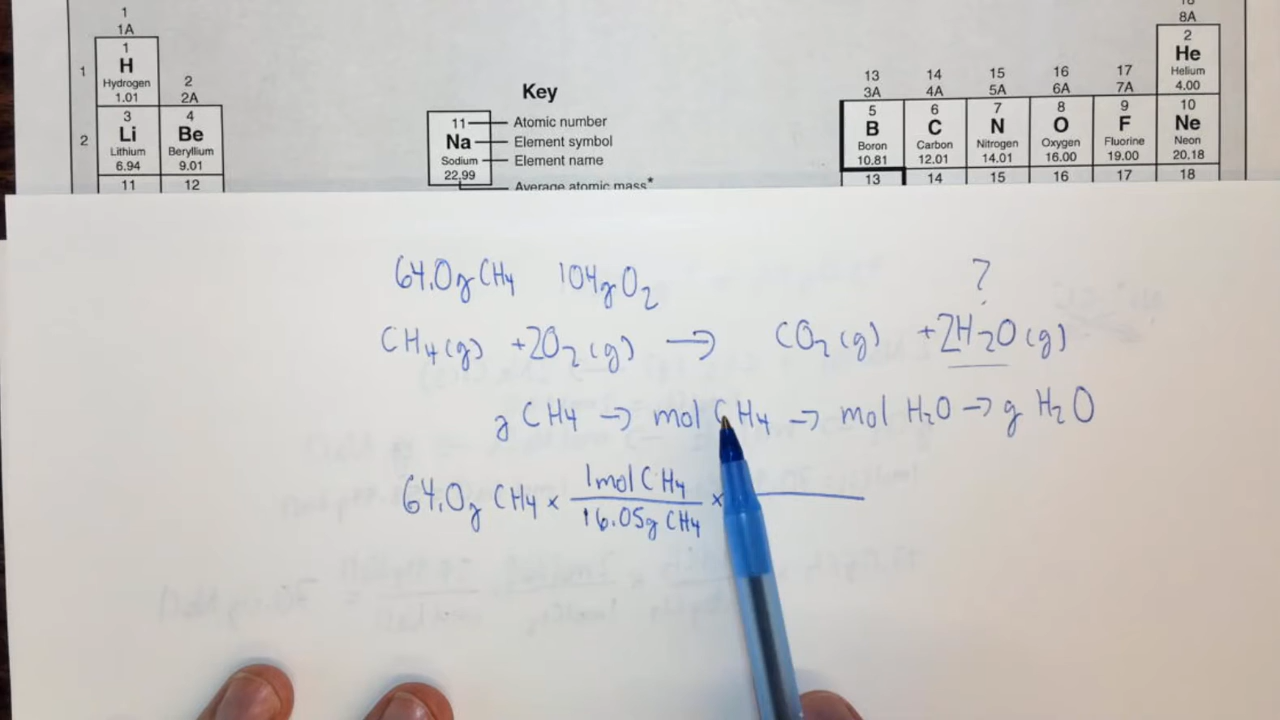 1
1A
18
8A
1
1
H
Hydrogen
1.01
2
2A
Key
13
3A
14
4A
15
5A
16
6A
17
7A
2
He
Helium
4.00
2
3
Li
Lithium
6.94
4
Be
Beryllium
9.01
11
Na
Sodium
22.99
Atomic number
Element symbol
Element name
Average atomic mass*
5
B
Boron
10.81
6
C
Carbon
12.01
7
N
Nitrogen
14.01
8
O
Oxygen
16.00
9
F
Fluorine
19.00
10
Ne
Neon
20.18
11 12
13 14 15 16 17 18
64.0g CH4 104g O2 ?
CH4(g) +2O2(g) → CO2(g) +2H2O(g)
g CH4 → mol CH4 → mol H2O → g H2O
64.0g CH4 × 1mol CH4 ×
16.05g CH4